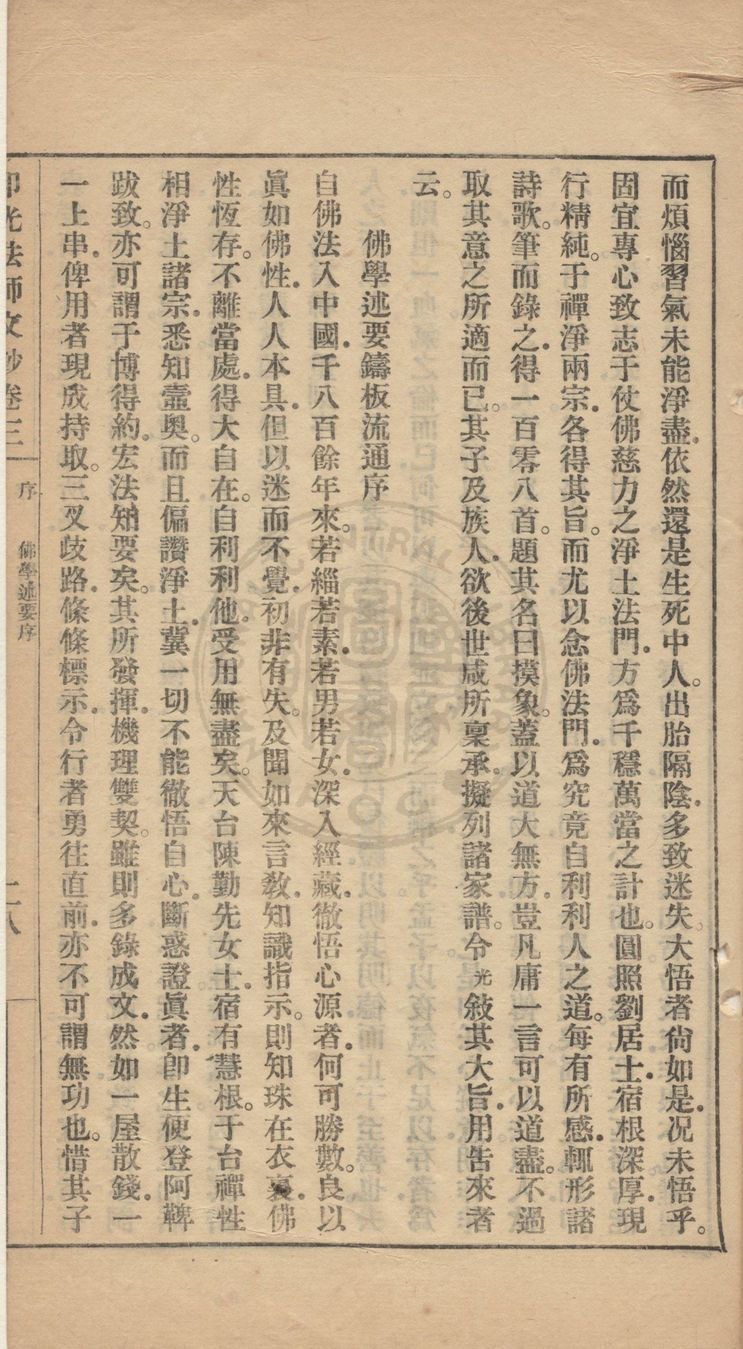 而煩惱習氣未能淨盡．依然還是生死中人。出胎隔陰．多致迷失。大悟者尙如是．況未悟乎。
固宜專心致志于仗佛慈力之淨土法門．方爲千穩萬當之計也。圓照劉居士．宿根深厚．現
行精純。于禪淨兩宗．各得其旨。而尤以念佛法門．爲究竟自利利人之道。每有所感．輒形諸
詩歌。筆而錄之．得一百零八首。題其名曰摸象。蓋以道大無方．豈凡庸一言可以道盡。不過
取其意之所適而已。其子及族人．欲後世咸所稟承．擬列諸家譜。令光敍其大旨．用告來者
云。
佛學述要鑄板流通序
自佛法入中國．千八百餘年來。若緇若素．若男若女．深入經藏．徹悟心源者．何可勝數。良以
眞如佛性．人人本具．但以迷而不覺．初非有失。及聞如來言敎．知識指示。則知珠在衣裏．佛
性恆存。不離當處．得大自在。自利利他．受用無盡矣。天台陳勤先女士．宿有慧根。于台禪性
相淨土諸宗．悉知壼奧。而且偏讚淨土．冀一切不能徹悟自心．斷惑證眞者．卽生便登阿鞞
跋致。亦可謂于博得約．宏法知要矣。其所發揮．機理雙契。雖則多錄成文．然如一屋散錢．一
一上串．俾用者現成持取。三叉歧路．條條標示．令行者勇往直前．亦不可謂無功也。惜其子
印光法師文鈔卷三 序 佛學述要序 二八